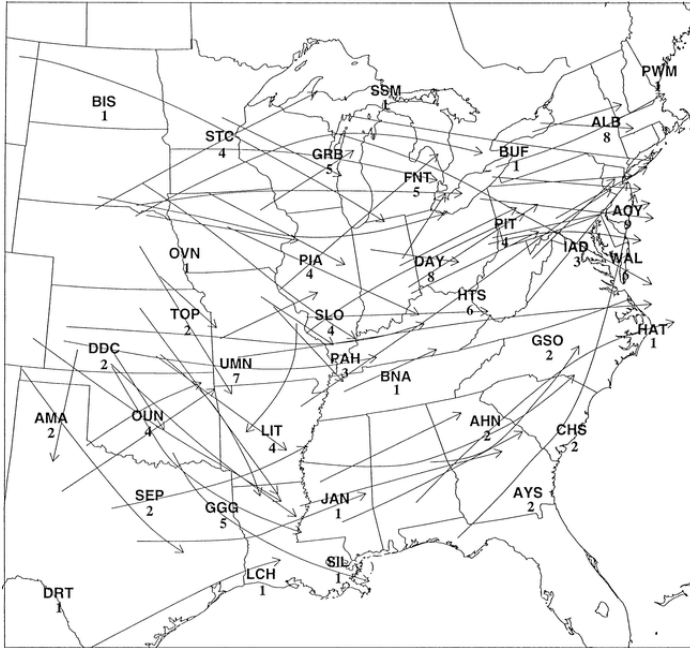 PWM
1
SSM
1
BIS
1
ALB
8
STC
4
GRB
5
BUF
1
FNT
5
AOY
9
PIT
4
IAD
3
OVN
1
PIA
4
DAY
8
WAL
6
HTS
6
TOP
2
SLO
4
HAT
1
GSO
2
DDC
2
PAH
3
UMN
7
BNA
1
AMA
2
OUN
4
AHN
2
LIT
4
CHS
2
SEP
2
GGG
5
JAN
1
AYS
2
SIL
1
LCH
1
DRT
1